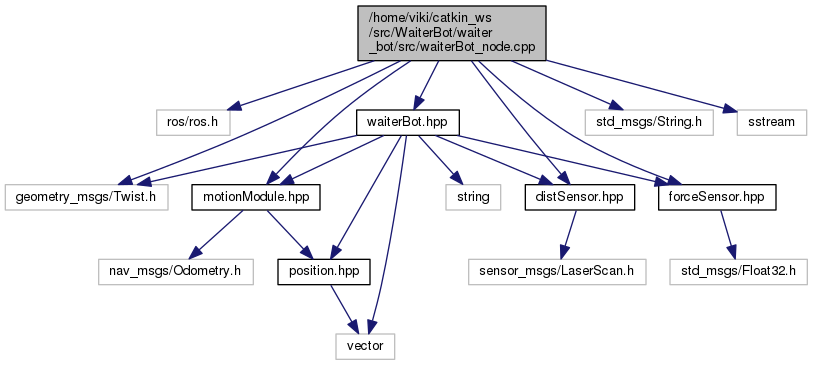 /home/viki/catkin_ws
/src/WaiterBot/waiter
_bot/src/waiterBot_node.cpp
ros/ros.h
waiterBot.hpp
std_msgs/String.h
sstream
geometry_msgs/Twist.h
motionModule.hpp
string
distSensor.hpp
forceSensor.hpp
nav_msgs/Odometry.h
position.hpp
sensor_msgs/LaserScan.h
std_msgs/Float32.h
vector